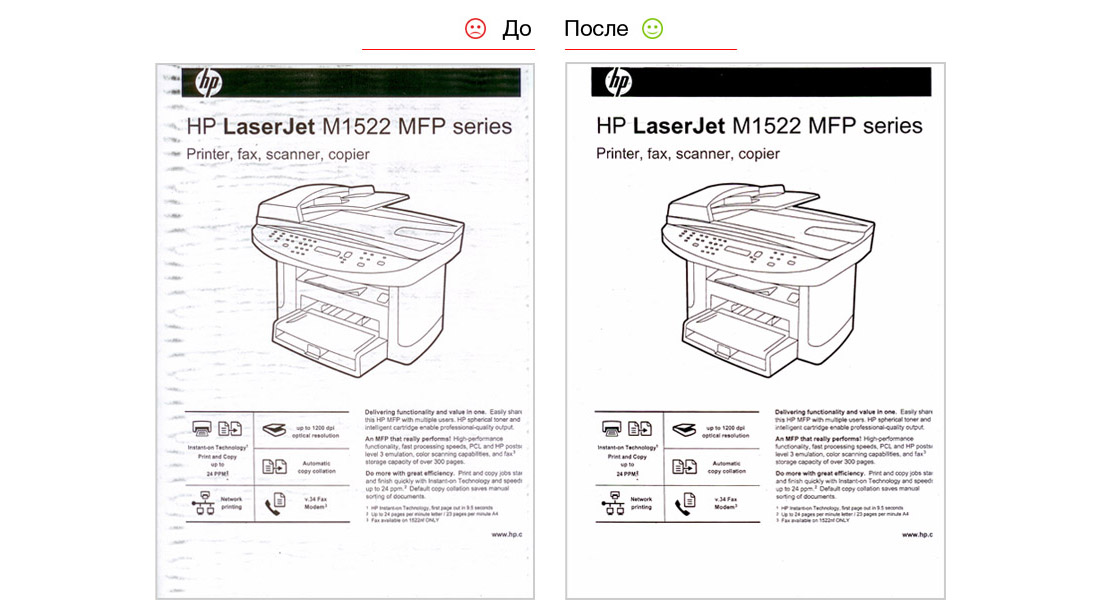 До
После
hp
HP LaserJet M1522 MFP series
Printer, fax, scanner, copier
up to 1200 dpi
optical resolution
Instant-on Technology¹
Print and Copy
up to
24 PPM²
Automatic
copy collation
Network
printing
v.34 Fax
Modem³
Delivering functionality and value in one. Easily shar
this HP MFP with multiple users. HP spherical toner and
intelligent cartridge enable professional-quality output.
An MFP that really performs! High-performance
functionality, fast processing speeds, PCL and HP posts
level 3 emulation, color scanning capabilities, and fax³
storage capacity of over 300 pages.
Do more with great efficiency. Print and copy jobs star
and finish quickly with Instant-on Technology and speeds
up to 24 ppm.² Default copy collation saves manual
sorting of documents.
¹ HP Instant-on Technology, first page out in 9.5 seconds
² Up to 24 pages per minute letter / 23 pages per minute A4
³ Fax available on 1522nf ONLY
www.hp.c
hp
HP LaserJet M1522 MFP series
Printer, fax, scanner, copier
up to 1200 dpi
optical resolution
Instant-on Technology¹
Print and Copy
up to
24 PPM²
Automatic
copy collation
Network
printing
v.34 Fax
Modem³
Delivering functionality and value in one. Easily shar
this HP MFP with multiple users. HP spherical toner and
intelligent cartridge enable professional-quality output.
An MFP that really performs! High-performance
functionality, fast processing speeds, PCL and HP posts
level 3 emulation, color scanning capabilities, and fax³
storage capacity of over 300 pages.
Do more with great efficiency. Print and copy jobs star
and finish quickly with Instant-on Technology and speeds
up to 24 ppm.² Default copy collation saves manual
sorting of documents.
¹ HP Instant-on Technology, first page out in 9.5 seconds
² Up to 24 pages per minute letter / 23 pages per minute A4
³ Fax available on 1522nf ONLY
www.hp.c